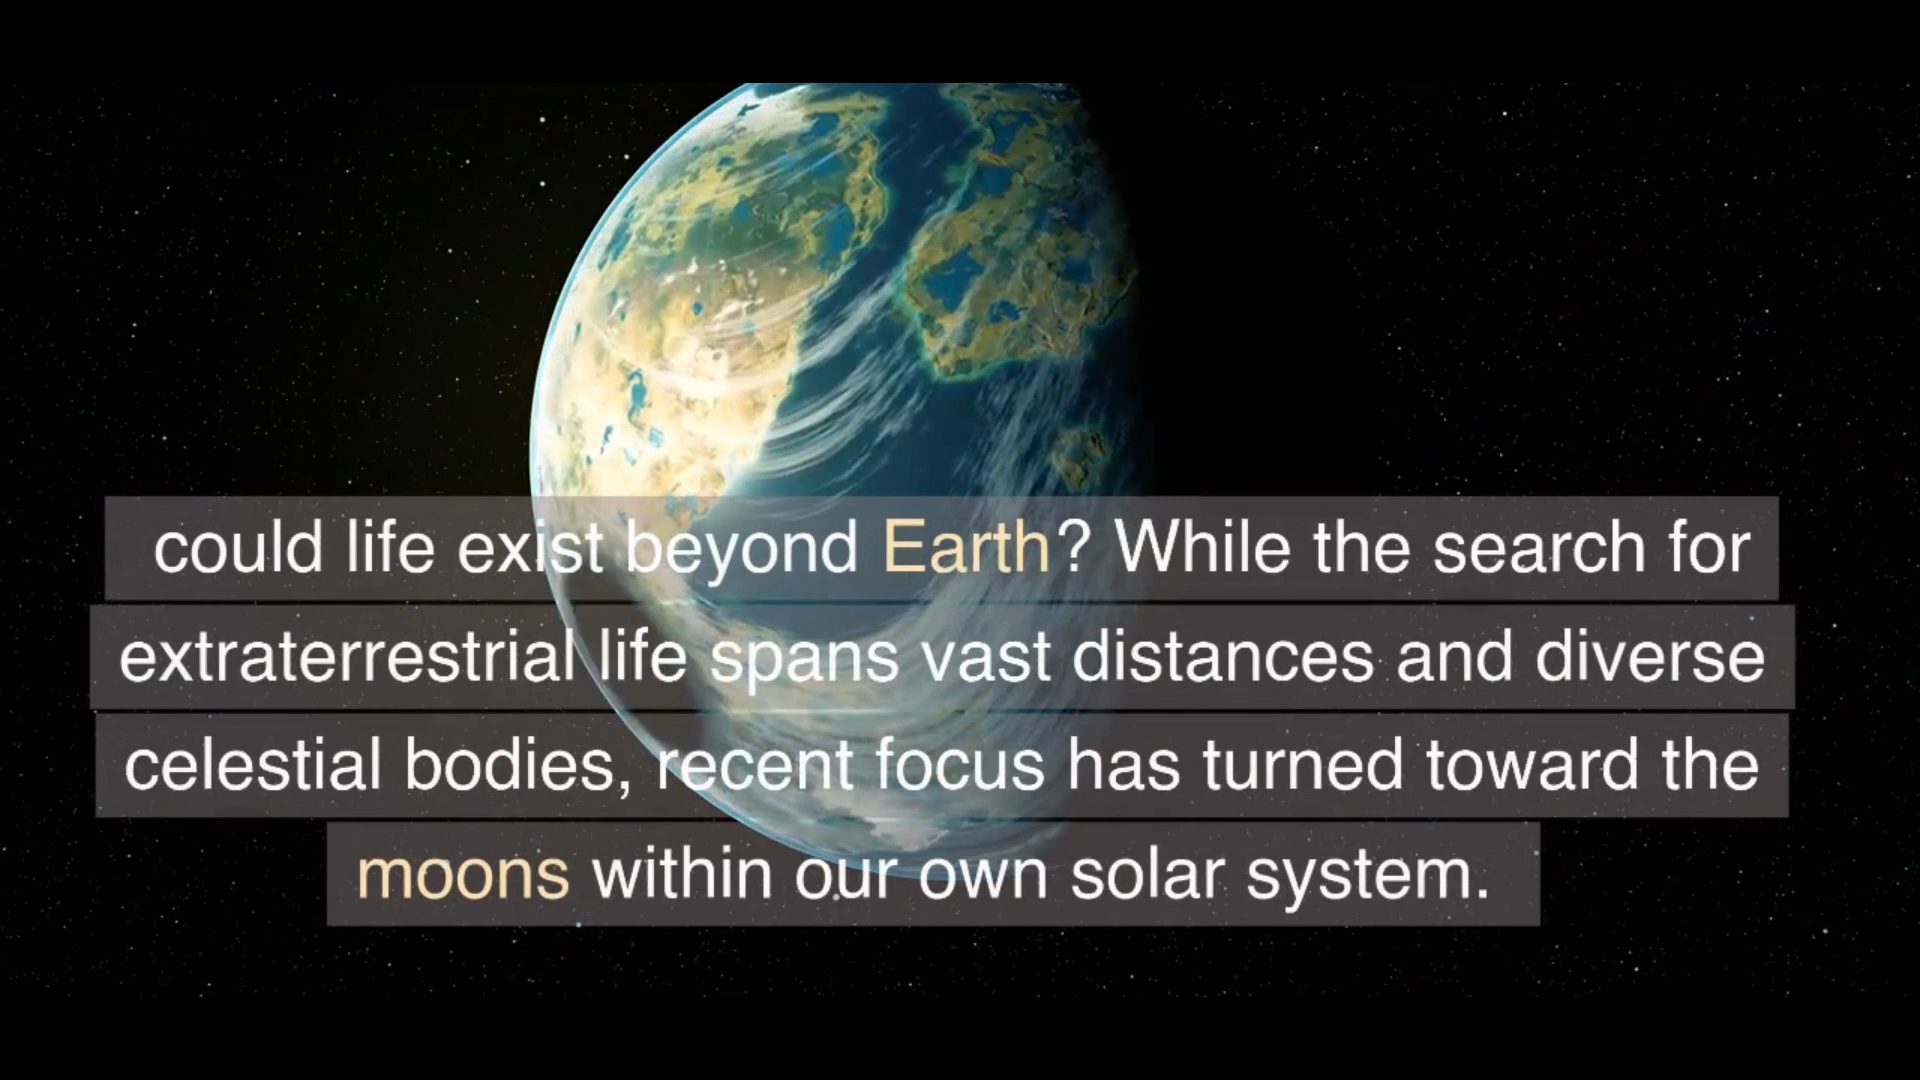 could life exist beyond Earth? While the search for
extraterrestrial life spans vast distances and diverse
celestial bodies, recent focus has turned toward the
moons within our own solar system.